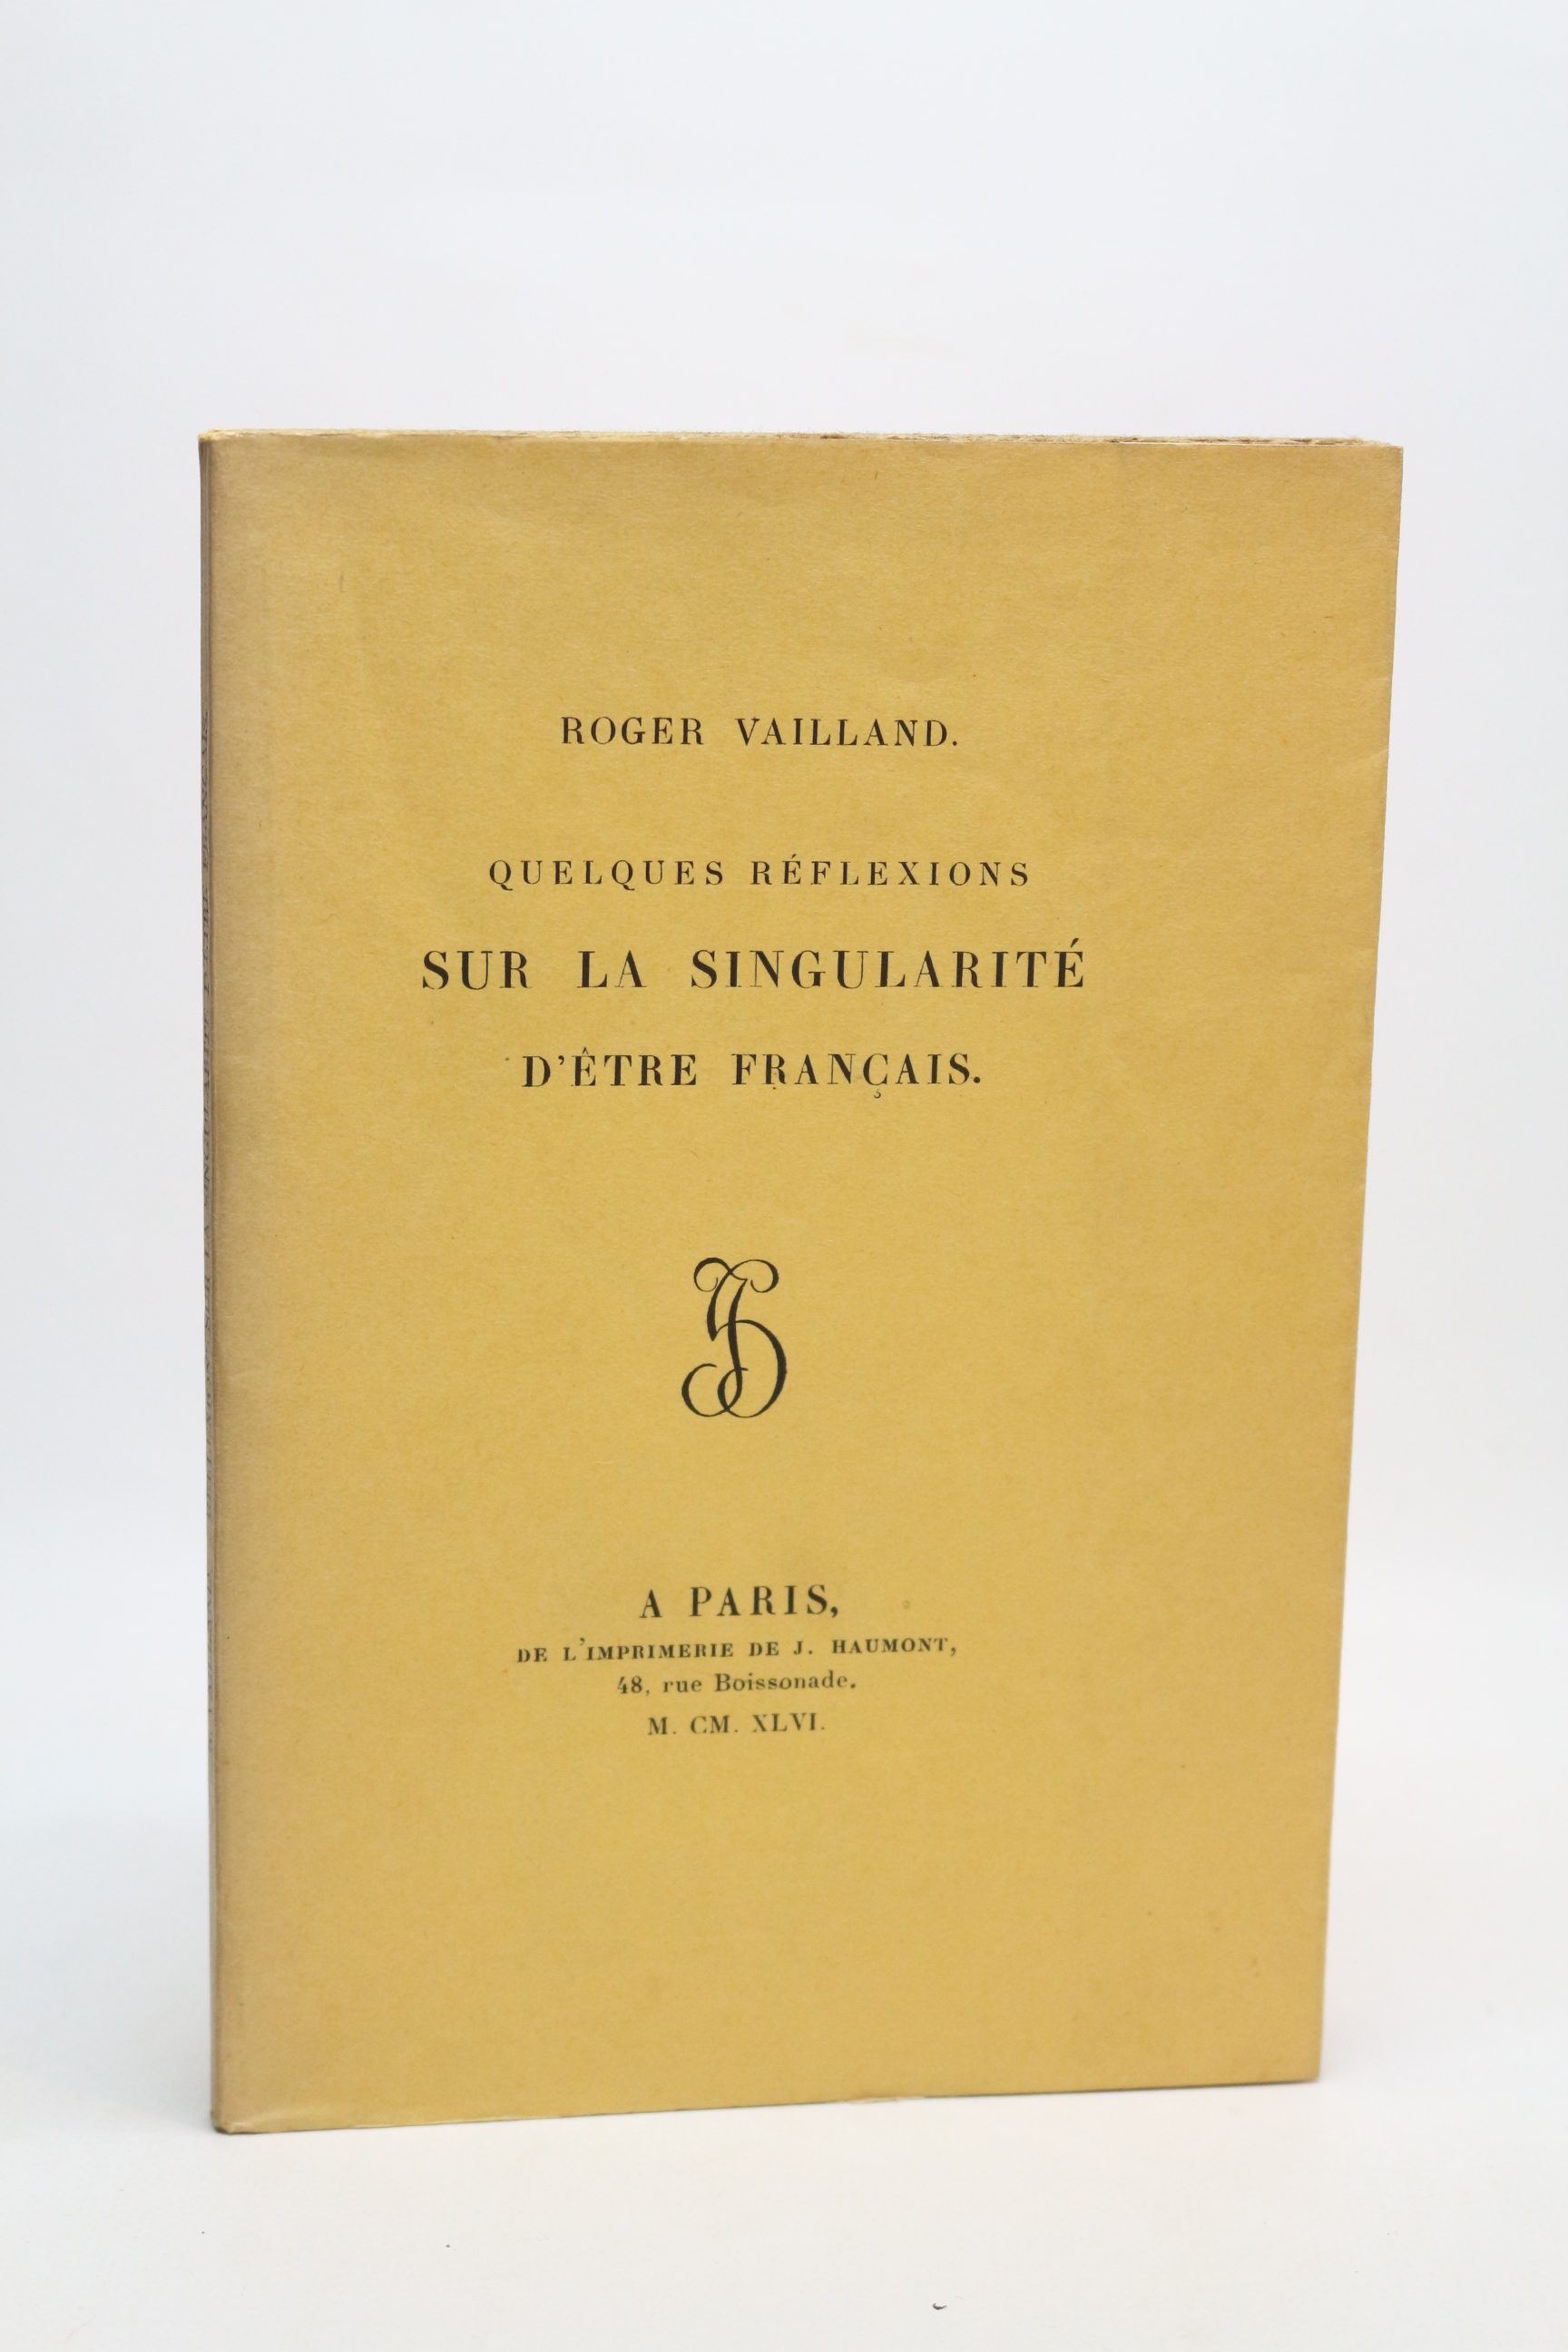 ROGER VAILLAND.
QUELQUES RÉFLEXIONS
SUR LA SINGULARITÉ
D'ÊTRE FRANÇAIS.
A PARIS,
DE L'IMPRIMERIE DE J. HAUMONT,
48, rue Boissonade.
M. CM. XLVI.